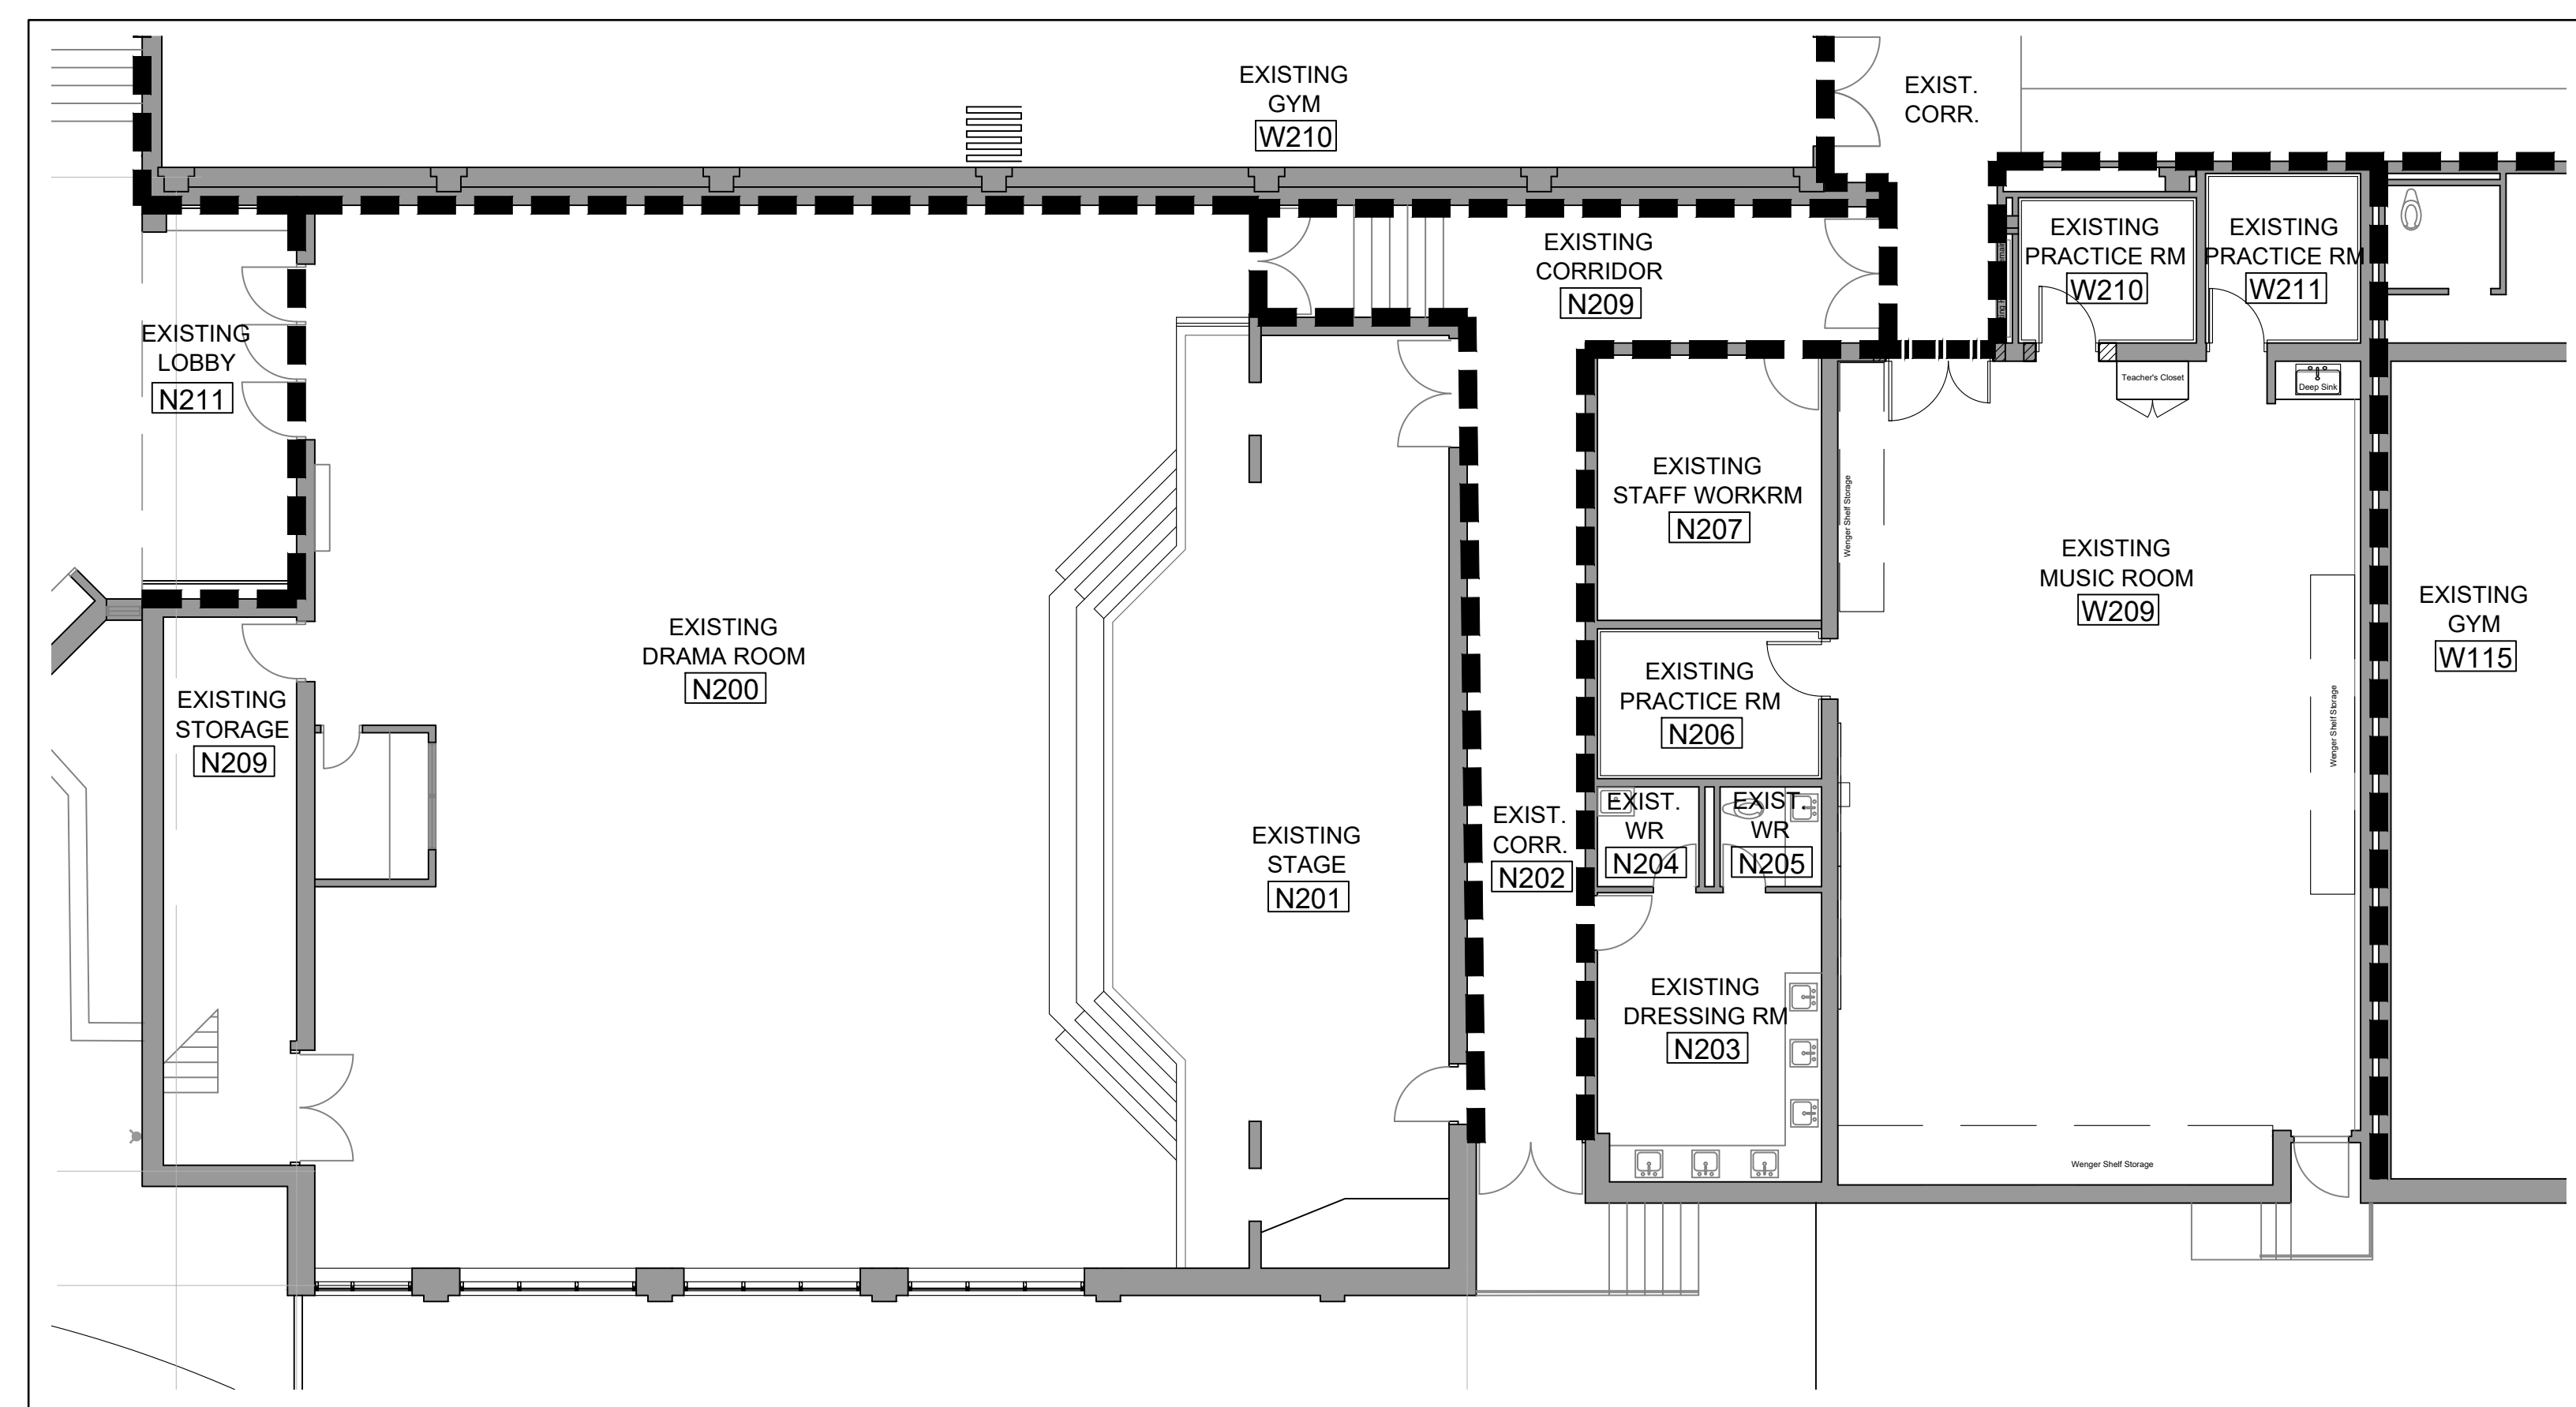 EXISTING
GYM
W210
EXIST.
CORR.
EXISTING
CORRIDOR
N209
EXISTING
PRACTICE RM
W210
EXISTING
PRACTICE RM
W211
EXISTING
LOBBY
N211
Teacher's Closet
Deep Sink
EXISTING
STAFF WORKRM
N207
Wenger Shelf Storage
EXISTING
MUSIC ROOM
W209
EXISTING
GYM
W115
EXISTING
DRAMA ROOM
N200
EXISTING
STORAGE
N209
EXISTING
PRACTICE RM
N206
Wenger Shelf Storage
EXISTING
STAGE
N201
EXIST.
CORR.
N202
EXIST.
WR
N204
EXIST.
WR
N205
EXISTING
DRESSING RM
N203
Wenger Shelf Storage